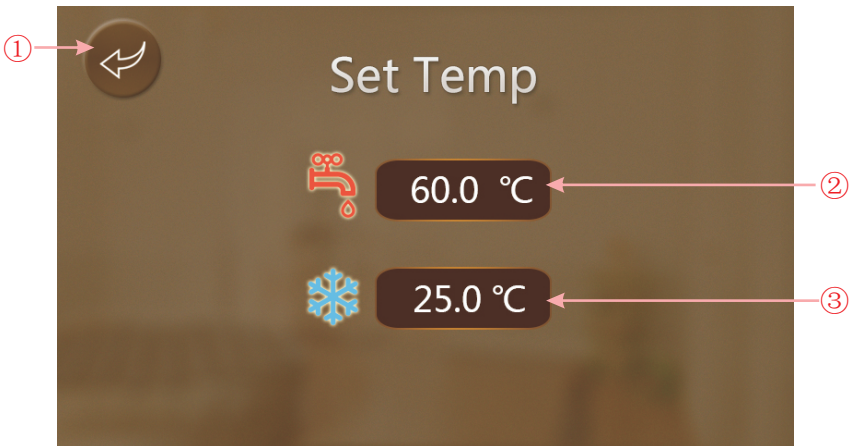 ①
Set Temp
60.0 ℃ ②
25.0 ℃ ③